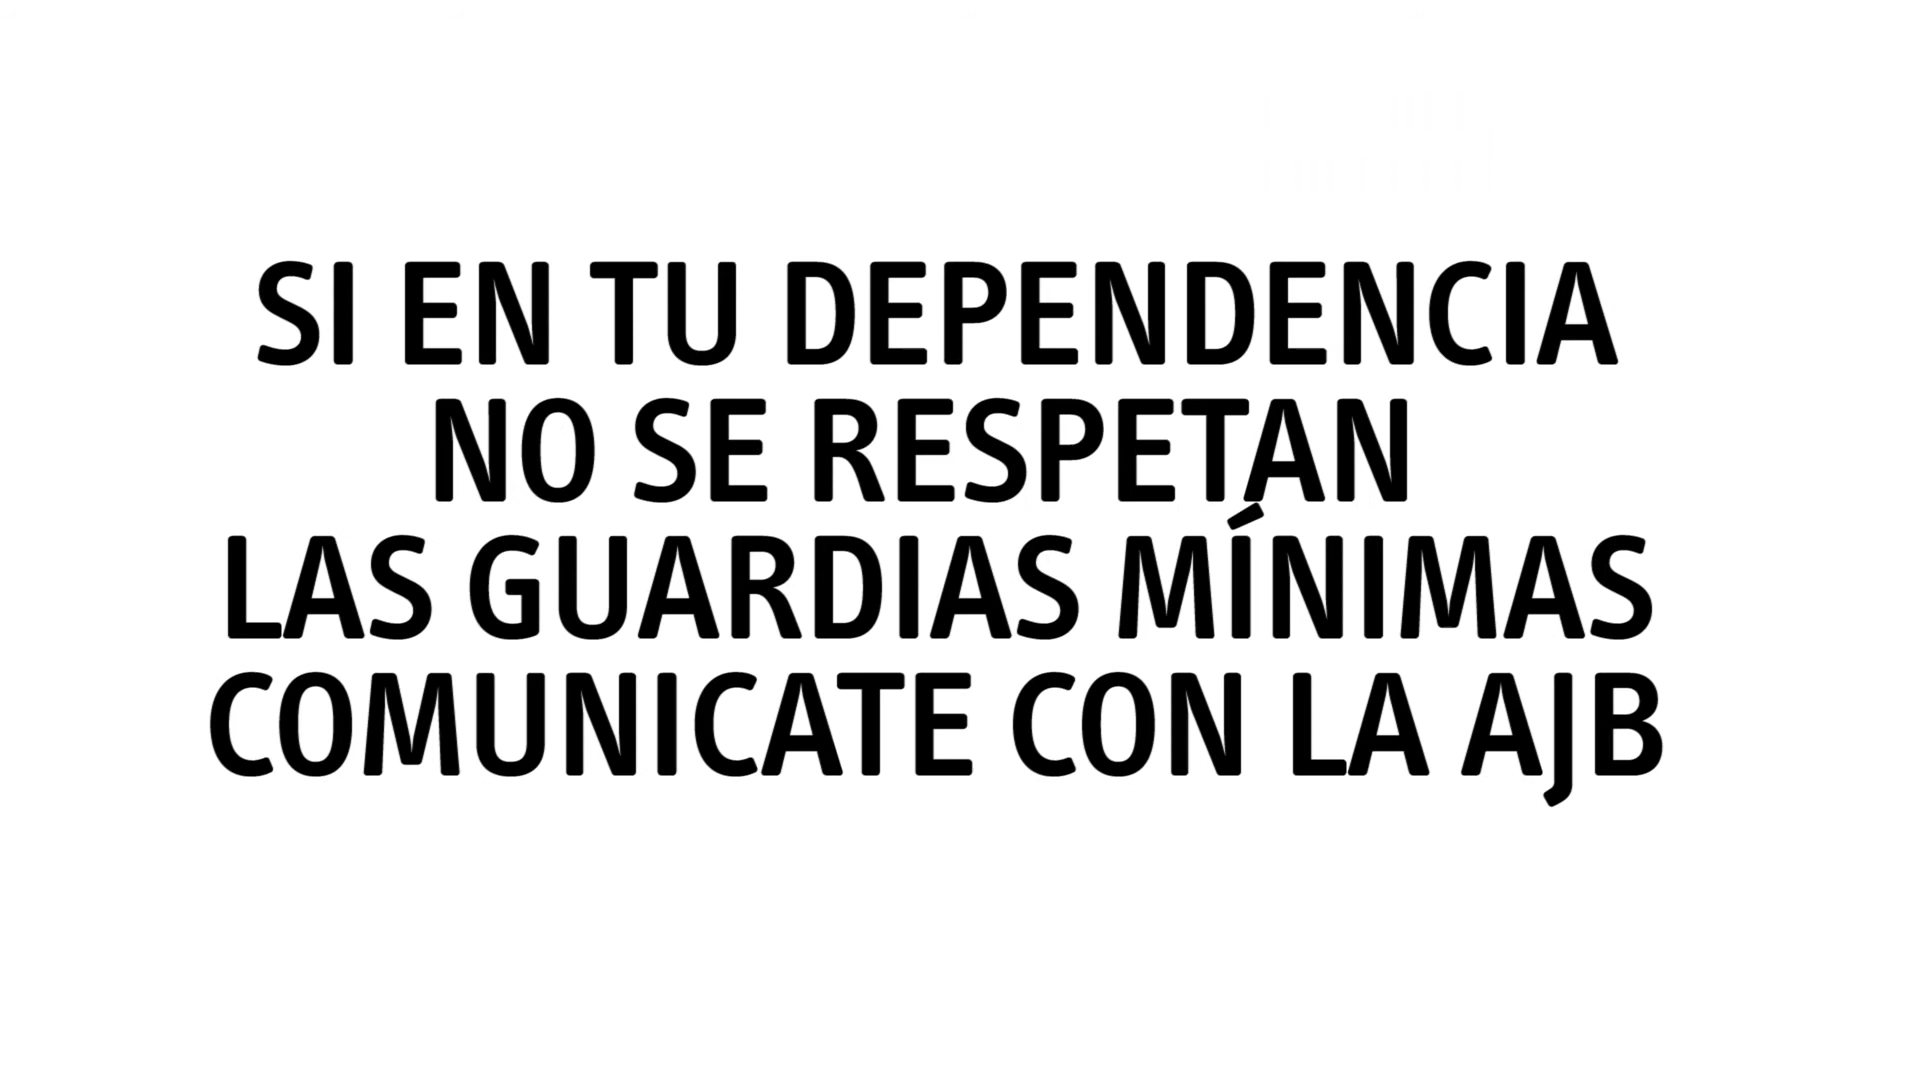 SI EN TU DEPENDENCIA
NO SE RESPETAN
LAS GUARDIAS MÍNIMAS
COMUNICATE CON LA AJB